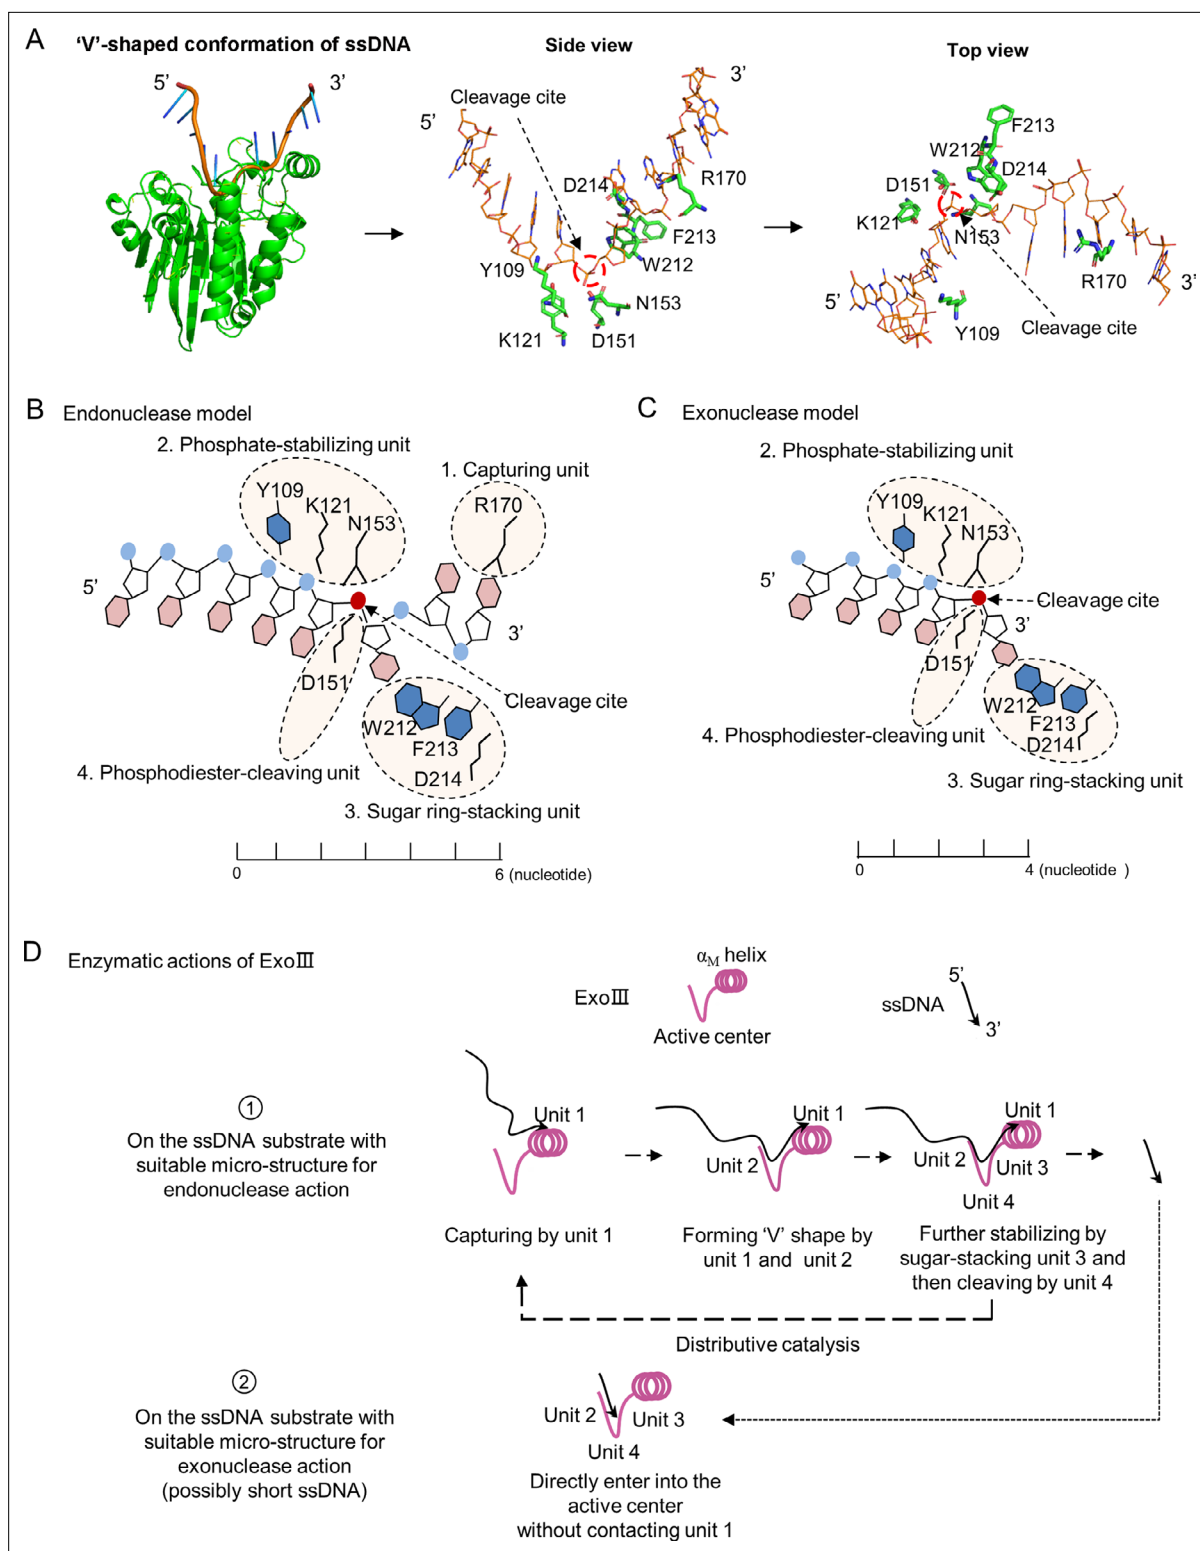 A
‘V’-shaped conformation of ssDNA
Side view
Top view
5’
3’
Cleavage cite
5’
3’
D214
R170
F213
W212
Y109
N153
K121
D151
F213
W212
D214
D151
K121
N153
R170
5’
3’
Y109
Cleavage cite
B
Endonuclease model
2. Phosphate-stabilizing unit
1. Capturing unit
Y109
K121
N153
R170
5’
3’
D151
Cleavage cite
W212
F213
D214
4. Phosphodiester-cleaving unit
3. Sugar ring-stacking unit
0
6 (nucleotide)
C
Exonuclease model
2. Phosphate-stabilizing unit
Y109
K121
N153
5’
Cleavage cite
3’
D151
W212
F213
D214
4. Phosphodiester-cleaving unit
3. Sugar ring-stacking unit
0
4 (nucleotide )
D
Enzymatic actions of ExoⅢ
αM helix
ExoⅢ
Active center
5’
ssDNA
3’
①
On the ssDNA substrate with
suitable micro-structure for
endonuclease action
Unit 1
Capturing by unit 1
Unit 1
Unit 2
Forming ‘V’ shape by
unit 1 and unit 2
Unit 1
Unit 2
Unit 3
Unit 4
Further stabilizing by
sugar-stacking unit 3 and
then cleaving by unit 4
Distributive catalysis
②
On the ssDNA substrate with
suitable micro-structure for
exonuclease action
(possibly short ssDNA)
Unit 2
Unit 3
Unit 4
Directly enter into the
active center
without contacting unit 1